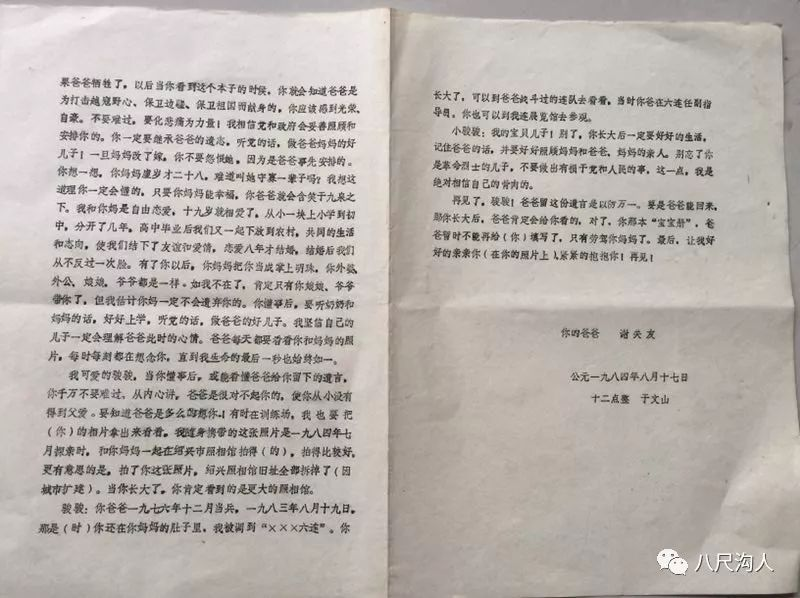 果爸爸牺牲了，以后当你看到这个本子的时侯，你就会知道爸爸是
为打击越寇野心、保卫边疆、保卫祖国而献身的，你应该感到光荣、
自豪。不要难过，要化悲痛为力量！我相信党和政府会妥善照顾和
安排你的。你一定要继承爸爸的遗志，听党的话，做爸爸妈妈的好
儿子！一旦妈妈改了嫁，你不要怨恨她，因为是爸爸事先安排的。
你想一想，你妈妈虚岁才二十八，难道叫她守寡一辈子吗？我想这
道理你一定会懂的，只要你妈妈能幸福，你爸爸就会含笑于九泉之
下。我和你妈是自由恋爱，十九岁就相爱了，从小一块上小学到初
中，分开了几年，高中毕业后我们又一起下放到农村，共同的生活
和志向，使我们结下了友谊和爱情，恋爱八年才结婚，结婚后我们
从不反过一次脸。有了你以后，你妈妈把你当成掌上明珠，你外婆、
外公、娘娘、爷爷都是一样。如我不在了，肯定只有你娘娘、爷爷
带你了，但我估计你妈一定不会遗弃你的。你懂事后，要听奶奶和
妈妈的话，好好上学，听党的话，做爸爸的好儿子。我坚信自己的
儿子一定会理解爸爸此时的心情。爸爸每天都要看看你和妈妈的照
片，每时每刻都在想念你，直到我生命的最后一秒也始终如一。
我可爱的骏骏，当你懂事后，或能看懂爸爸给你留下的遗言，
你千万不要难过，从内心讲，爸爸是很对不起你的，使你从小没有
得到父爱。要知道爸爸是多么的想你！有时在训练场，我也要把
（你）的相片拿出来看看，我随身携带的这张照片是一九八四年七
月探亲时，和你妈妈一起在绍兴市照相馆拍得（的），拍得比较好，
更有意思的是，拍了你这张照片，绍兴照相馆旧址全部拆掉了（因
城市扩建）。当你长大了，你肯定看到的是更大的照相馆。
骏骏：你爸爸一九七六年十二月当兵，一九八三年八月十九日，
那是（时）你还在你妈妈的肚子里，我被调到“×××六连”。你
长大了，可以到爸爸战斗过的连队去看看，当时你爸在六连任副指
导员。你也可以到我连展览馆去参观。
小骏骏：我的宝贝儿子！别了，你长大后一定要好好的生活，
记住爸爸的话，并要好好照顾妈妈和爸爸、妈妈的亲人。别忘了你
是革命烈士的儿子，不要做出有损于党和人民的事，这一点，我是
绝对相信自己的骨肉的。
再见了，骏骏！爸爸留这份遗言是以防万一。要是爸爸能回来，
那你长大后，爸爸肯定会给你看的，对了，你那本“宝宝册”，爸
爸留时不能再给（你）填写了，只有劳驾你妈妈了。最后，让我好
好的亲亲你（在你的照片上），紧紧的抱抱你！再见！
你的爸爸 谢关友
公元一九八四年八月十七日
十二点整 于文山
八尺沟人